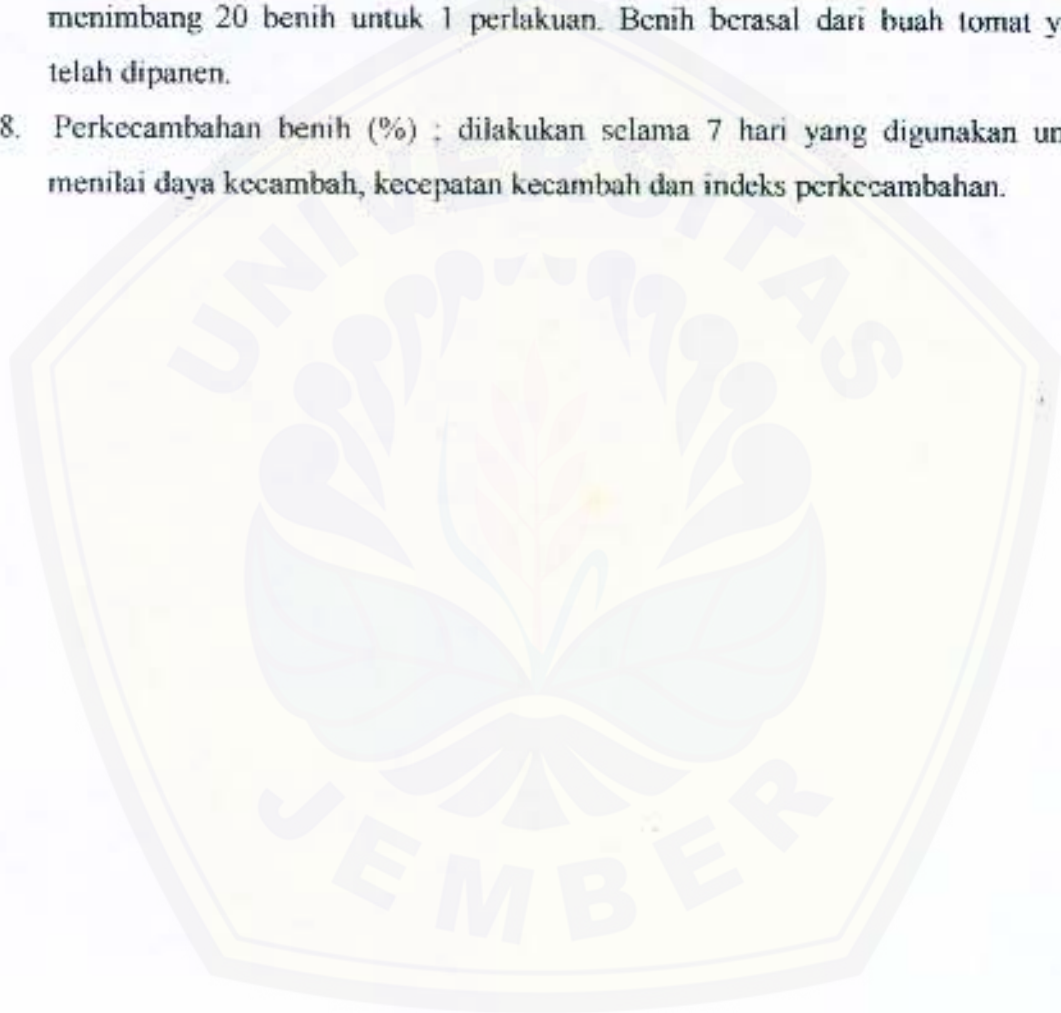 menimbang 20 benih untuk 1 perlakuan. Benih berasal dari buah tomat y
telah dipanen.
8. Perkecambahan benih (%) : dilakukan selama 7 hari yang digunakan un
menilai daya kecambah, kecepatan kecambah dan indeks perkecambahan.
UNIVERSITAS
JEMBER